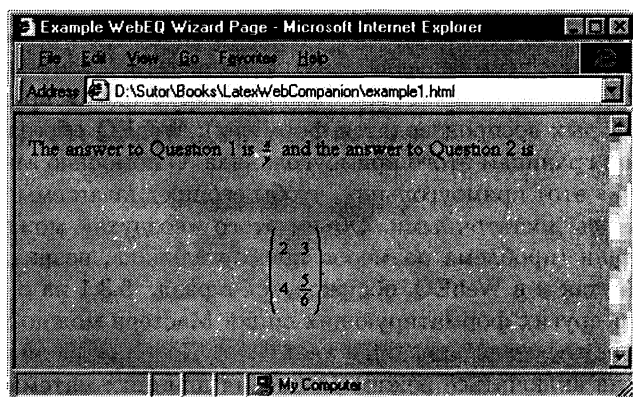 Example WebEQ Wizard Page - Microsoft Internet Explorer
File Edit View Go Favorites Help
Address D:\Sutor\Books\LatexWebCompanion\example1.html
The answer to Question 1 is x/y and the answer to Question 2 is
2 3
4 5/6
My Computer